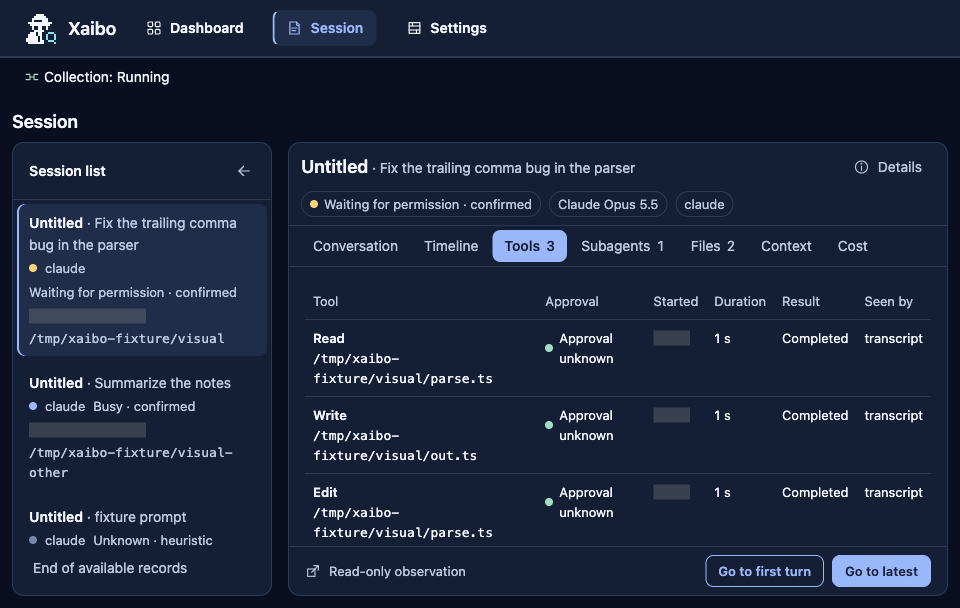 Xaibo Dashboard Session Settings
Collection: Running
Session
Session list
Untitled · Fix the trailing comma
bug in the parser
claude
Waiting for permission · confirmed
/tmp/xaibo-fixture/visual
Untitled · Summarize the notes
claude Busy · confirmed
/tmp/xaibo-fixture/visual-
other
Untitled · fixture prompt
claude Unknown · heuristic
End of available records
Untitled · Fix the trailing comma bug in the parser Details
Waiting for permission · confirmed Claude Opus 5.5 claude
Conversation Timeline Tools 3 Subagents 1 Files 2 Context Cost
Tool Approval Started Duration Result Seen by
Read Approval 1 s Completed transcript
/tmp/xaibo- unknown
fixture/visual/parse.ts
Write Approval 1 s Completed transcript
/tmp/xaibo- unknown
fixture/visual/out.ts
Edit Approval 1 s Completed transcript
/tmp/xaibo- unknown
fixture/visual/parse.ts
Read-only observation Go to first turn Go to latest